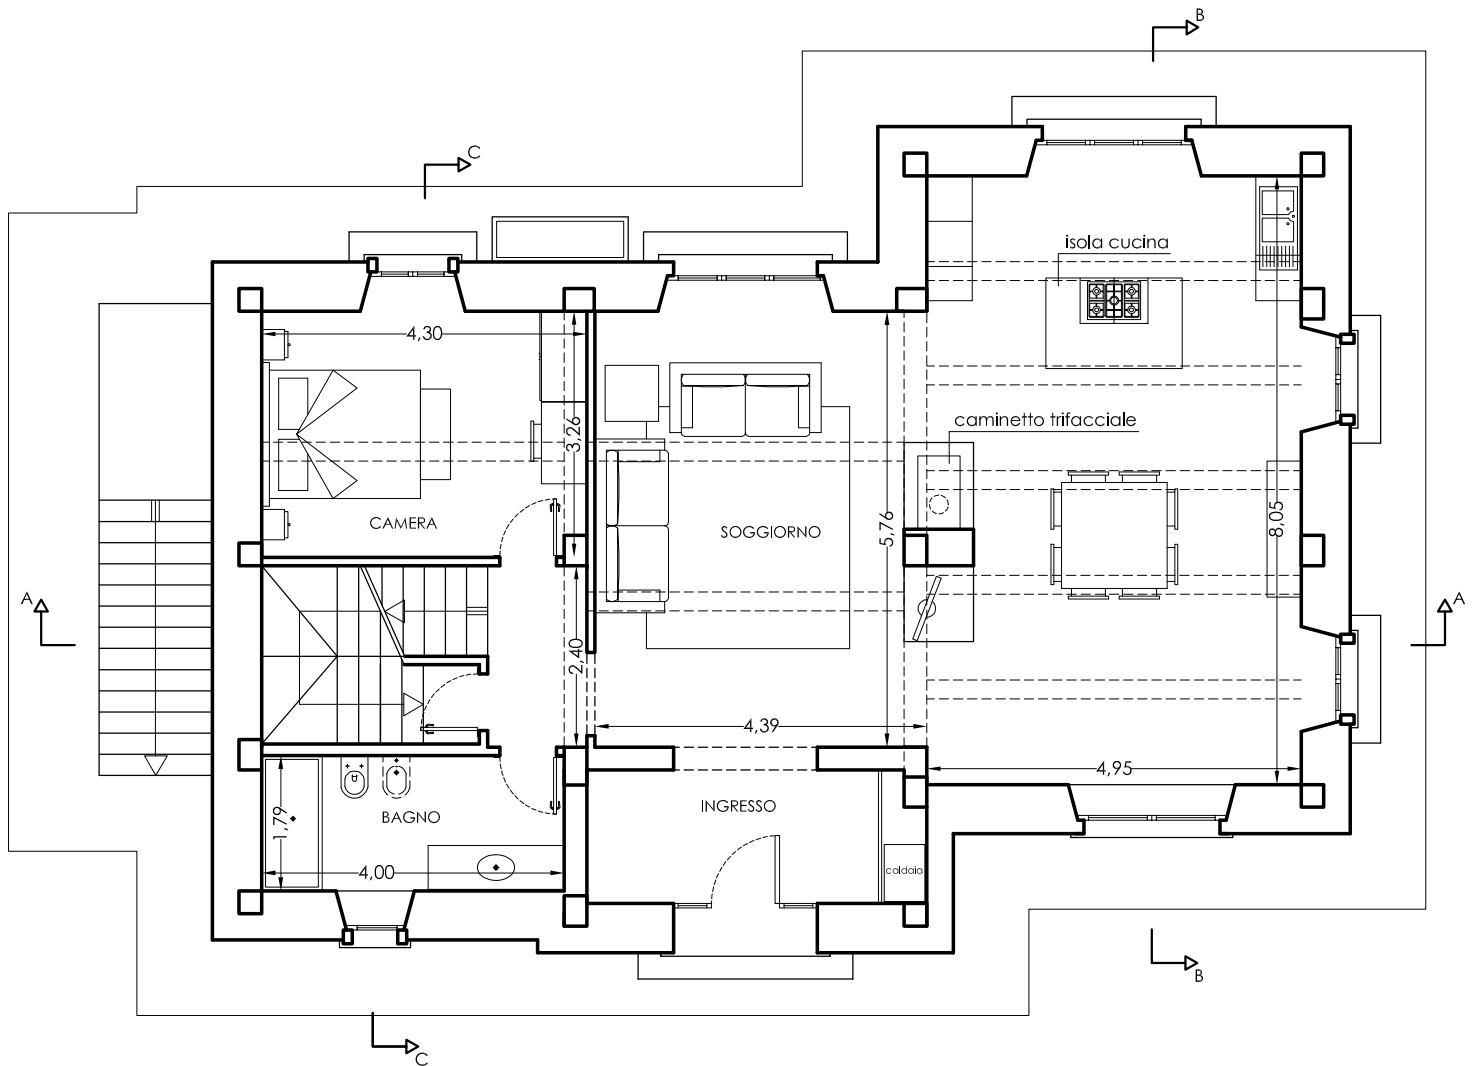 B
C
isola cucina
4,30
caminetto trifacciale
3,26
CAMERA
SOGGIORNO
5,76
8,05
A
A
2,40
4,39
4,95
INGRESSO
1,79
BAGNO
4,00
caldaia
B
C